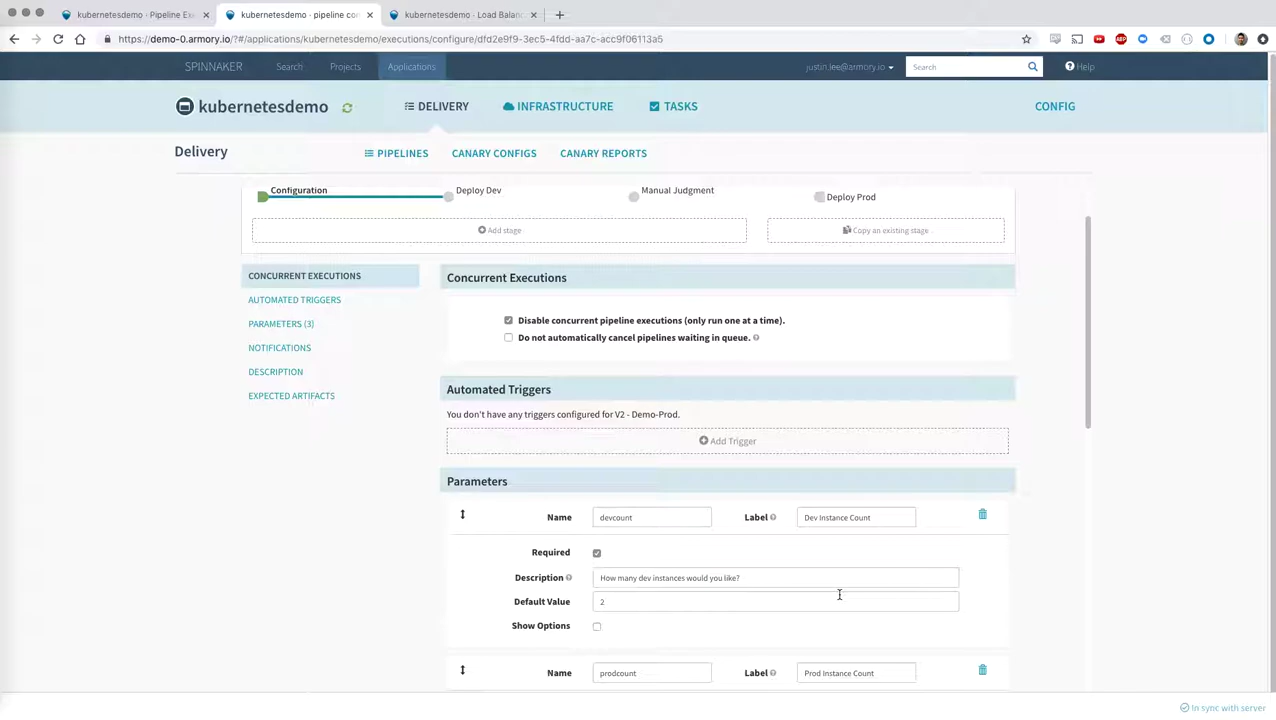 kubernetesdemo · Pipeline Exe
kubernetesdemo · pipeline con
kubernetesdemo · Load Balanc
https://demo-0.armory.io/?#/applications/kubernetesdemo/executions/configure/dfd2e9f9-3ec5-4fdd-aa7c-acc9f06113a5
SPINNAKER Search Projects Applications justin.lee@armory.io Search Help
kubernetesdemo DELIVERY INFRASTRUCTURE TASKS CONFIG
Delivery PIPELINES CANARY CONFIGS CANARY REPORTS
Configuration Deploy Dev Manual Judgment Deploy Prod
Add stage Copy an existing stage
CONCURRENT EXECUTIONS
AUTOMATED TRIGGERS
PARAMETERS (3)
NOTIFICATIONS
DESCRIPTION
EXPECTED ARTIFACTS
Concurrent Executions
Disable concurrent pipeline executions (only run one at a time).
Do not automatically cancel pipelines waiting in queue.
Automated Triggers
You don't have any triggers configured for V2 - Demo-Prod.
Add Trigger
Parameters
Name devcount Label Dev Instance Count
Required
Description How many dev instances would you like?
Default Value 2
Show Options
Name prodcount Label Prod Instance Count
In sync with server